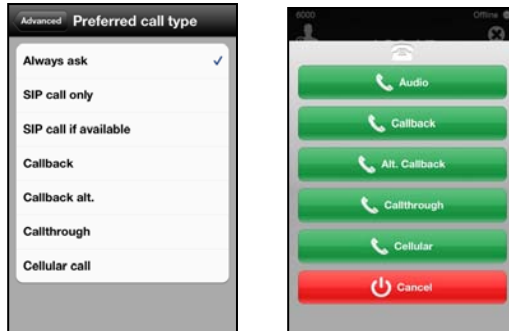 Advanced Preferred call type
Always ask
SIP call only
SIP call if available
Callback
Callback alt.
Callthrough
Cellular call
6000 Offline
Audio
Callback
Alt. Callback
Callthrough
Cellular
Cancel